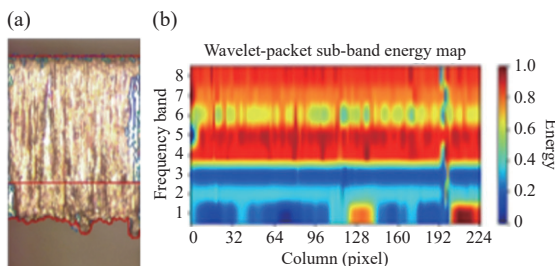 (a)
(b)
Wavelet-packet sub-band energy map
Frequency band
8
7
6
5
4
3
2
1
0 32 64 96 128 160 192 224
Column (pixel)
1.0
0.8
0.6
0.4
0.2
0
Energy